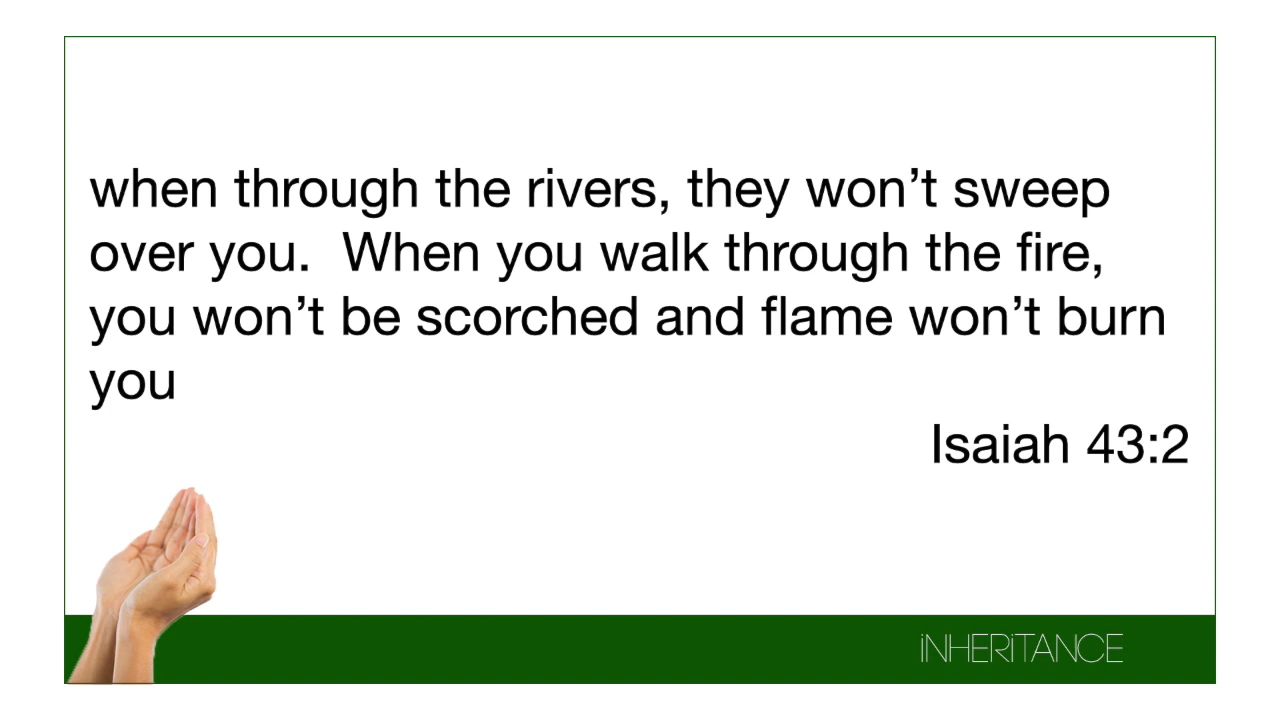 when through the rivers, they won’t sweep
over you.  When you walk through the fire,
you won’t be scorched and flame won’t burn
you
Isaiah 43:2
iNHERiTANCE